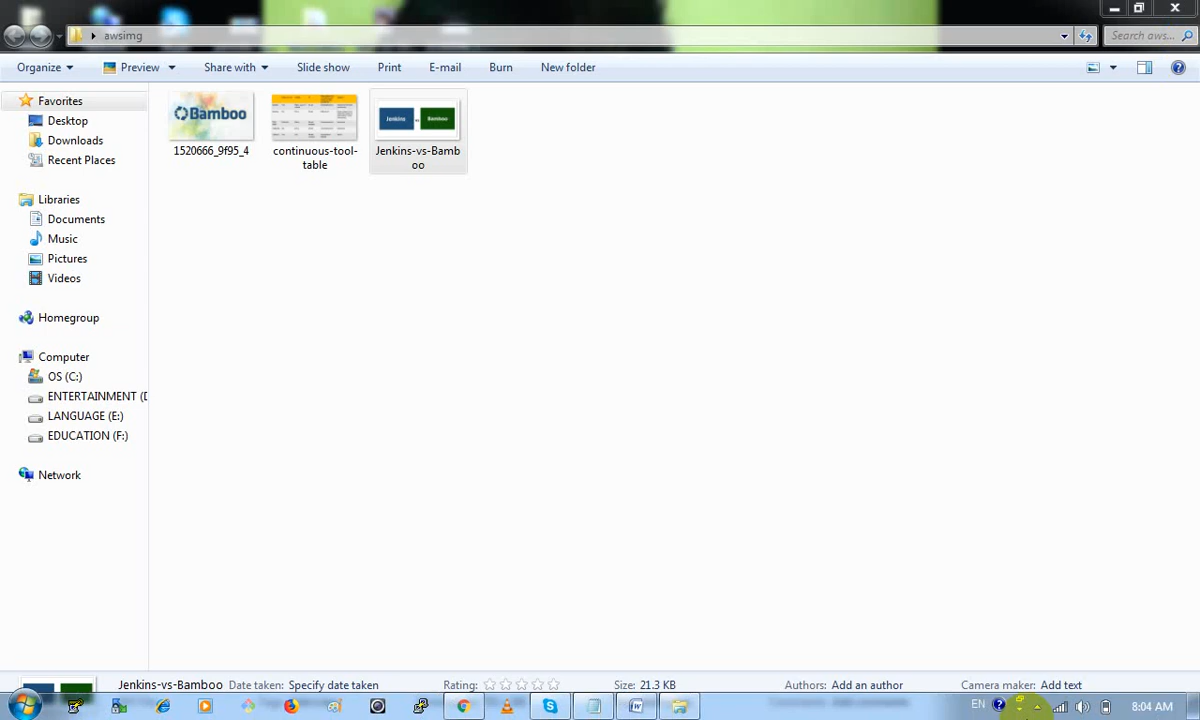 awsimg
Search aws...
Organize
Preview
Share with
Slide show
Print
E-mail
Burn
New folder
Favorites
Desktop
Downloads
Recent Places
Libraries
Documents
Music
Pictures
Videos
Homegroup
Computer
OS (C:)
ENTERTAINMENT (D
LANGUAGE (E:)
EDUCATION (F:)
Network
Bamboo
1520666_9f95_4
continuous-tool-
table
Jenkins vs Bamboo
Jenkins-vs-Bamb
oo
Jenkins-vs-Bamboo
Date taken: Specify date taken
Rating:
Size: 21.3 KB
Authors: Add an author
Camera maker: Add text
EN
8:04 AM